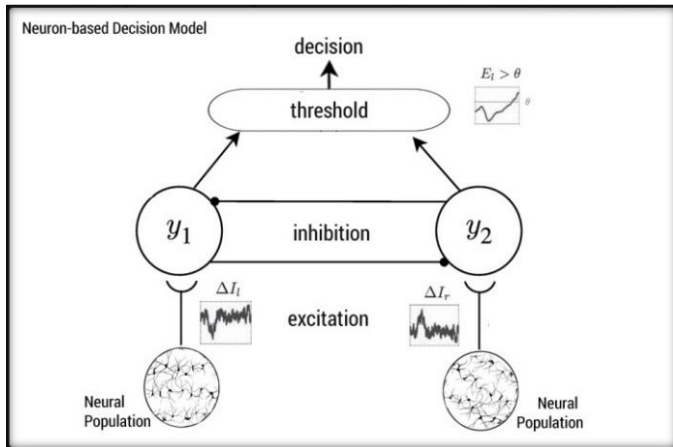 Neuron-based Decision Model
decision
E_l > θ
threshold
θ
y_1
inhibition
y_2
ΔI_l
ΔI_r
excitation
Neural
Population
Neural
Population